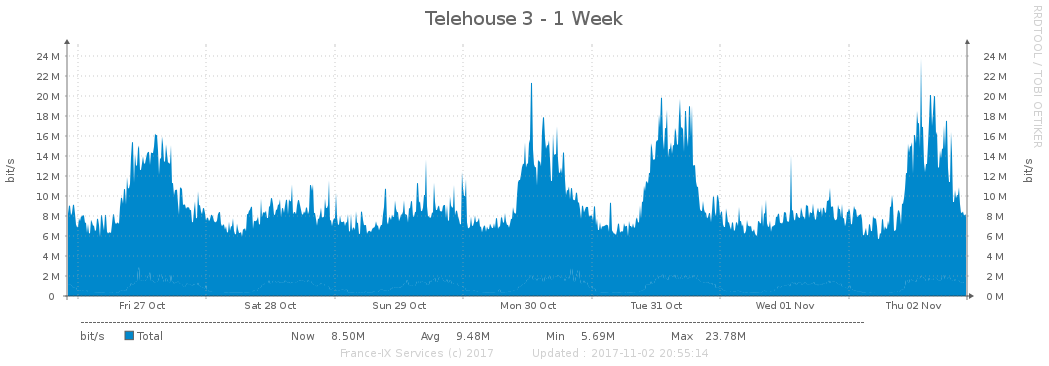 Telehouse 3 - 1 Week
RRDTOOL / TOBI OETIKER
bit/s
24 M 24 M
22 M 22 M
20 M 20 M
18 M 18 M
16 M 16 M
14 M 14 M
12 M 12 M
10 M 10 M
8 M 8 M
6 M 6 M
4 M 4 M
2 M 2 M
0 0 M
bit/s
Fri 27 Oct Sat 28 Oct Sun 29 Oct Mon 30 Oct Tue 31 Oct Wed 01 Nov Thu 02 Nov
bit/s Total Now 8.50M Avg 9.48M Min 5.69M Max 23.78M
France-IX Services (c) 2017 Updated : 2017-11-02 20:55:14